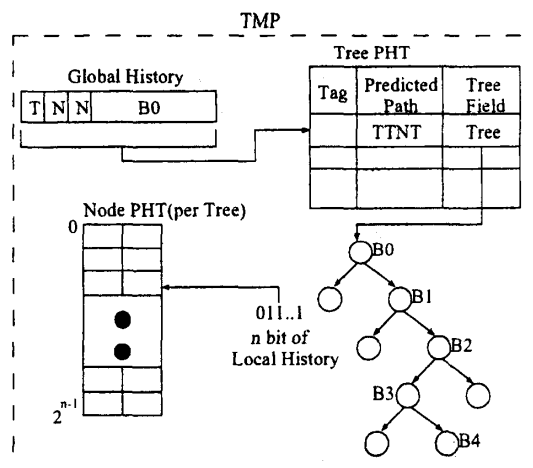 TMP
Tree PHT
Global History
T N N B0
Tag Predicted Path Tree Field
TTNT Tree
Node PHT(per Tree)
0
2^n-1
011..1
n bit of
Local History
B0
B1
B2
B3
B4